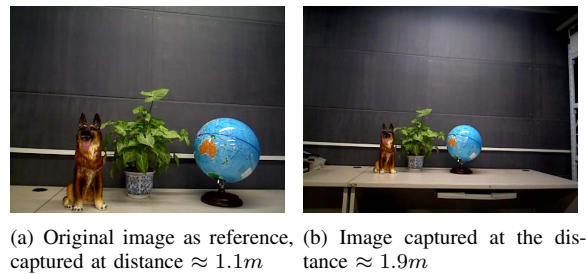 (a) Original image as reference,
captured at distance ≈ 1.1m
(b) Image captured at the dis-
tance ≈ 1.9m